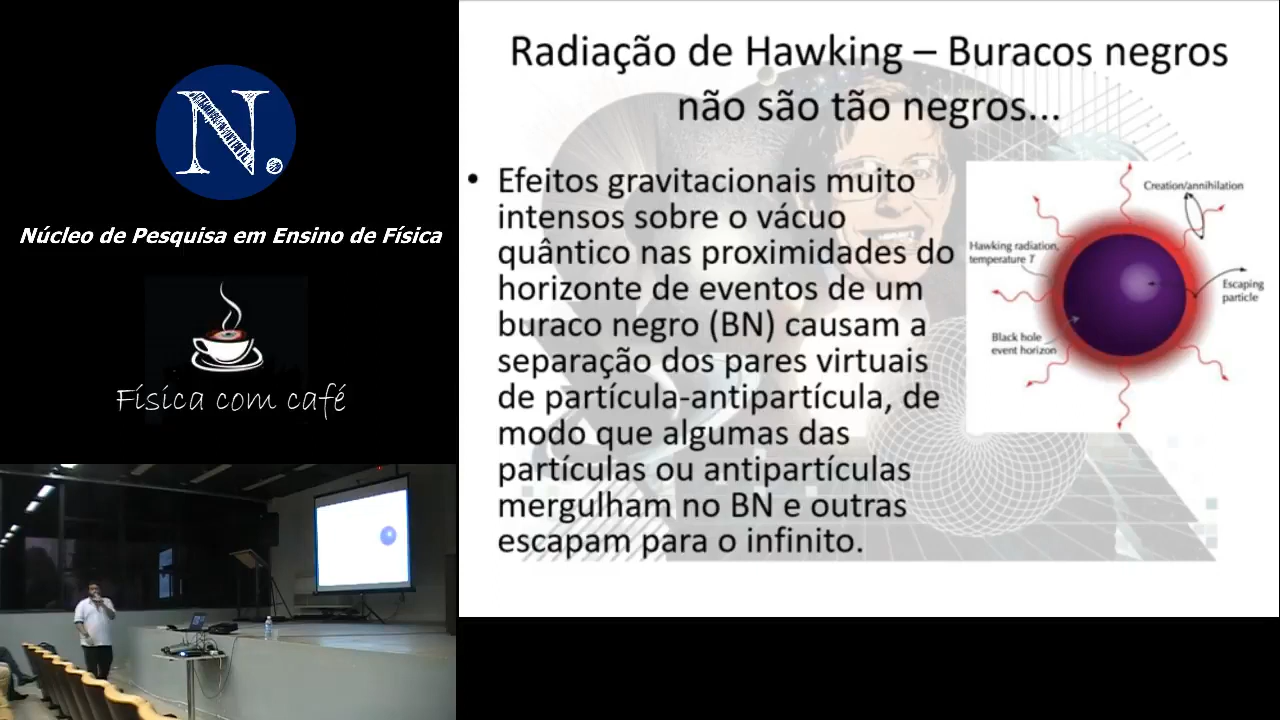 N.
Núcleo de Pesquisa em Ensino de Física
Física com café
Radiação de Hawking – Buracos negros
não são tão negros...
• Efeitos gravitacionais muito
intensos sobre o vácuo
quântico nas proximidades do
horizonte de eventos de um
buraco negro (BN) causam a
separação dos pares virtuais
de partícula-antipartícula, de
modo que algumas das
partículas ou antipartículas
mergulham no BN e outras
escapam para o infinito.
Creation/annihilation
Hawking radiation,
temperature T
Escaping
particle
Black hole
event horizon